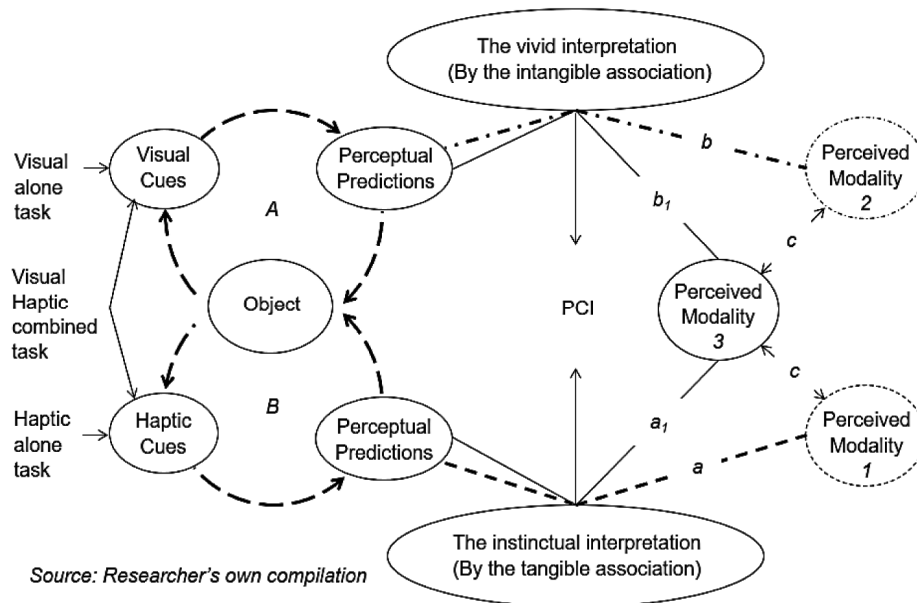 The vivid interpretation
(By the intangible association)
Visual
alone
task
Visual
Cues
Perceptual
Predictions
b
Perceived
Modality
2
A
b1
c
Visual
Haptic
combined
task
Object
PCI
Perceived
Modality
3
c
Haptic
alone
task
Haptic
Cues
B
Perceptual
Predictions
a1
a
Perceived
Modality
1
The instinctual interpretation
(By the tangible association)
Source: Researcher's own compilation